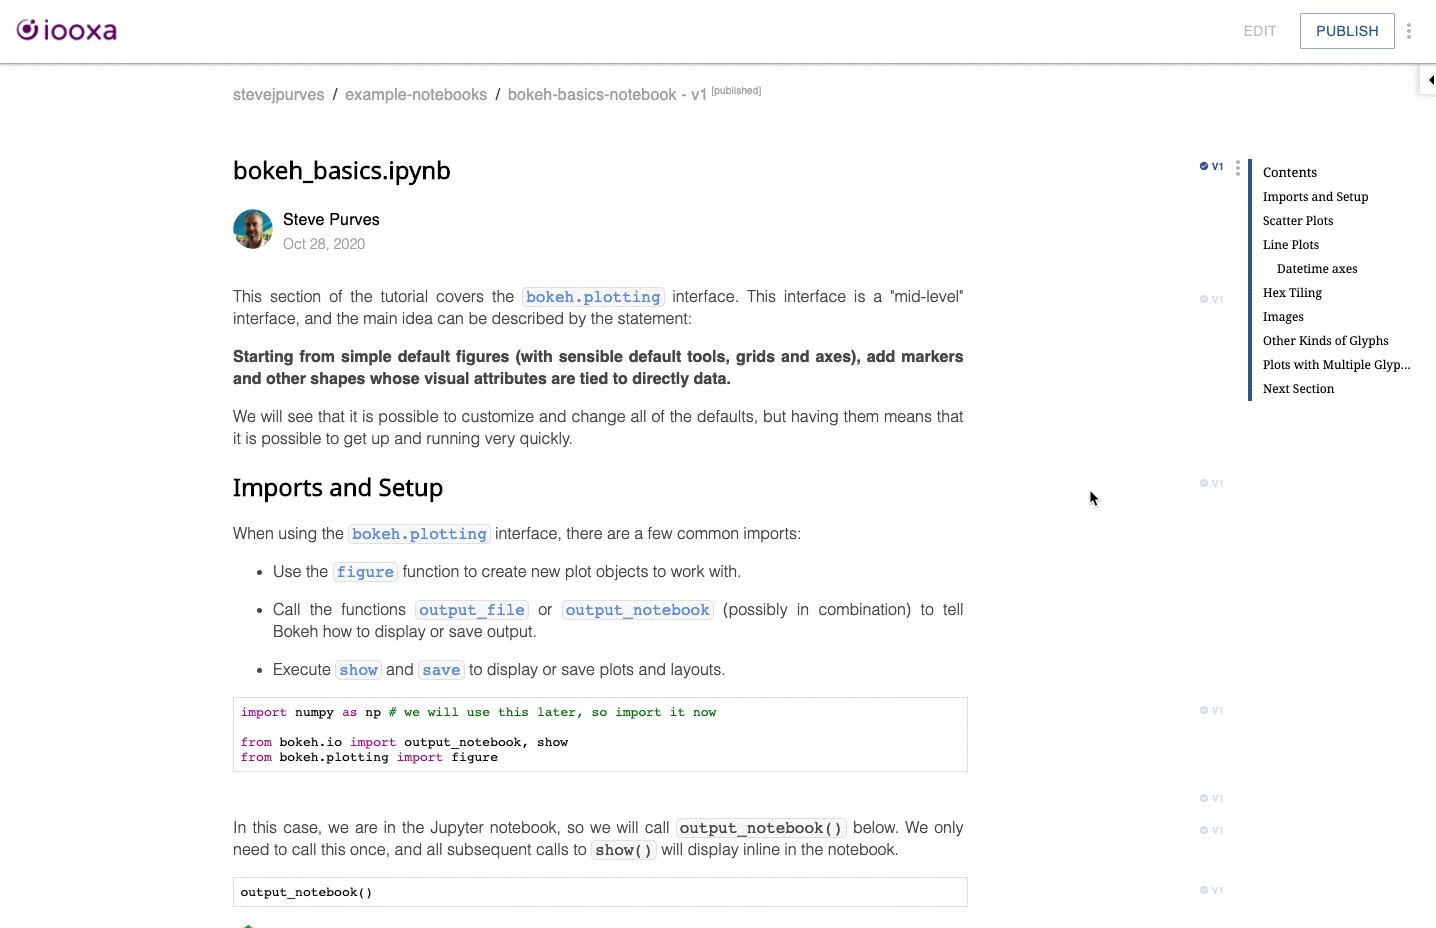 iooxa
EDIT
PUBLISH
stevejpurves / example-notebooks / bokeh-basics-notebook - v1 [published]
bokeh_basics.ipynb
V1
Steve Purves
Oct 28, 2020
Contents
Imports and Setup
Scatter Plots
Line Plots
Datetime axes
Hex Tiling
Images
Other Kinds of Glyphs
Plots with Multiple Glyp...
Next Section
This section of the tutorial covers the bokeh.plotting interface. This interface is a "mid-level"
V1
interface, and the main idea can be described by the statement:
Starting from simple default figures (with sensible default tools, grids and axes), add markers
and other shapes whose visual attributes are tied to directly data.
We will see that it is possible to customize and change all of the defaults, but having them means that
it is possible to get up and running very quickly.
Imports and Setup
V1
When using the bokeh.plotting interface, there are a few common imports:
• Use the figure function to create new plot objects to work with.
• Call the functions output_file or output_notebook (possibly in combination) to tell
Bokeh how to display or save output.
• Execute show and save to display or save plots and layouts.
import numpy as np # we will use this later, so import it now
V1
from bokeh.io import output_notebook, show
from bokeh.plotting import figure
V1
In this case, we are in the Jupyter notebook, so we will call output_notebook() below. We only
V1
need to call this once, and all subsequent calls to show() will display inline in the notebook.
output_notebook()
V1